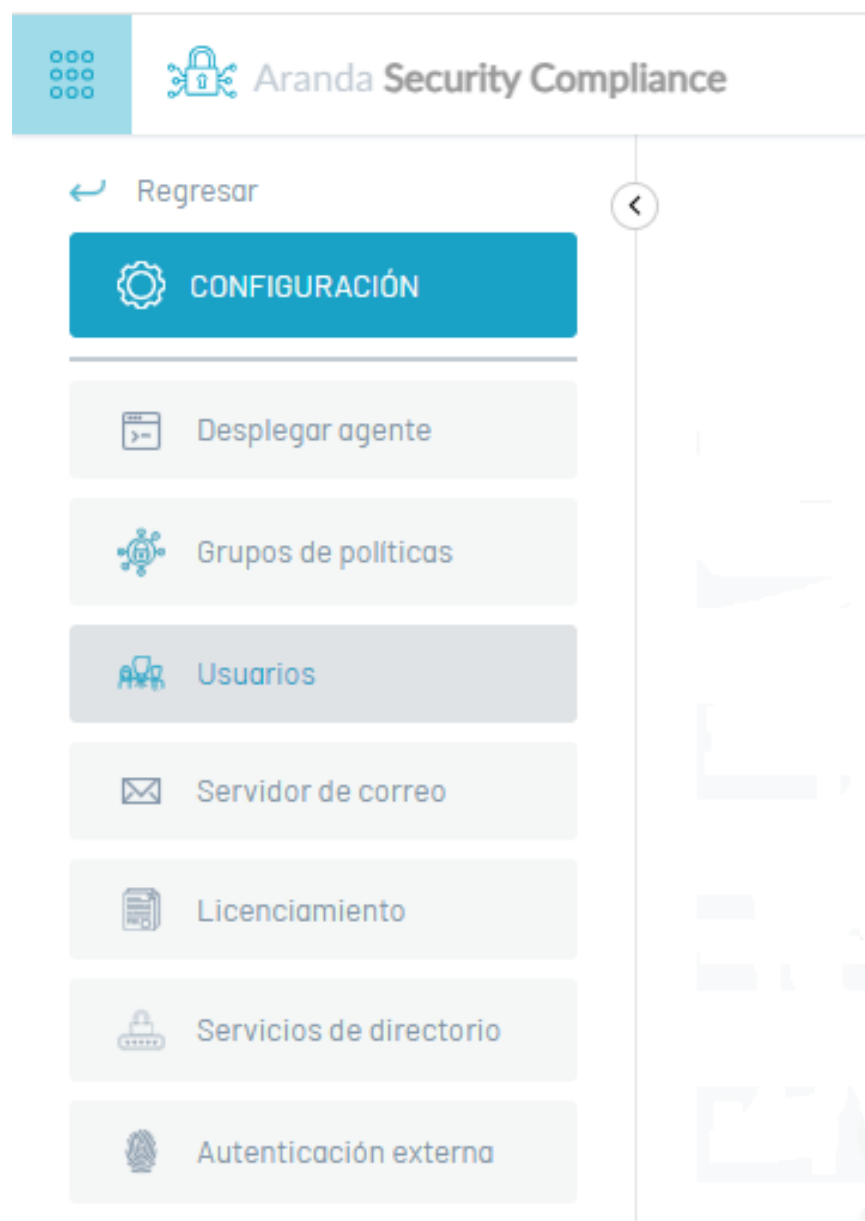 Aranda Security Compliance
Regresar
CONFIGURACIÓN
Desplegar agente
Grupos de políticas
Usuarios
Servidor de correo
Licenciamiento
Servicios de directorio
Autenticación externa